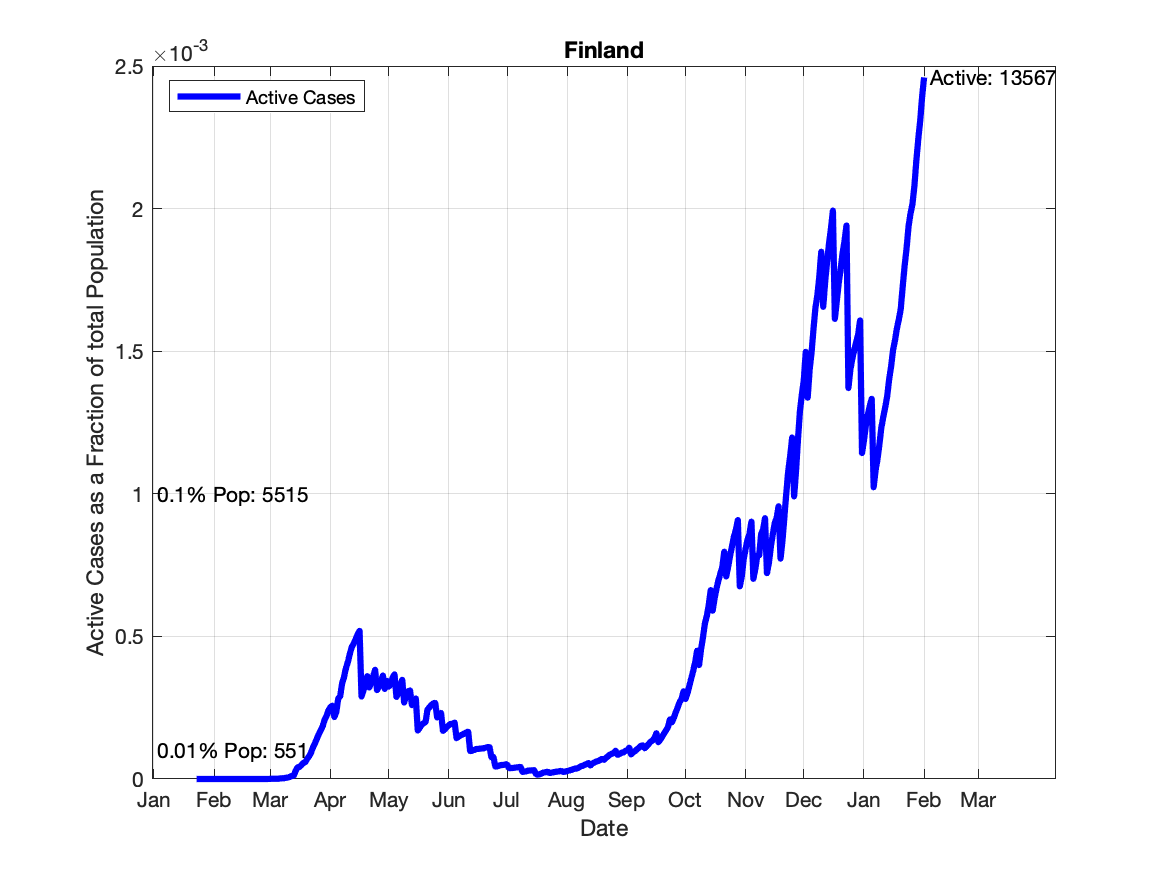 Finland
×10-3
2.5
2
1.5
1
0.5
0
Active Cases as a Fraction of total Population
Active Cases
Active: 13567
0.1% Pop: 5515
0.01% Pop: 551
Jan Feb Mar Apr May Jun Jul Aug Sep Oct Nov Dec Jan Feb Mar
Date